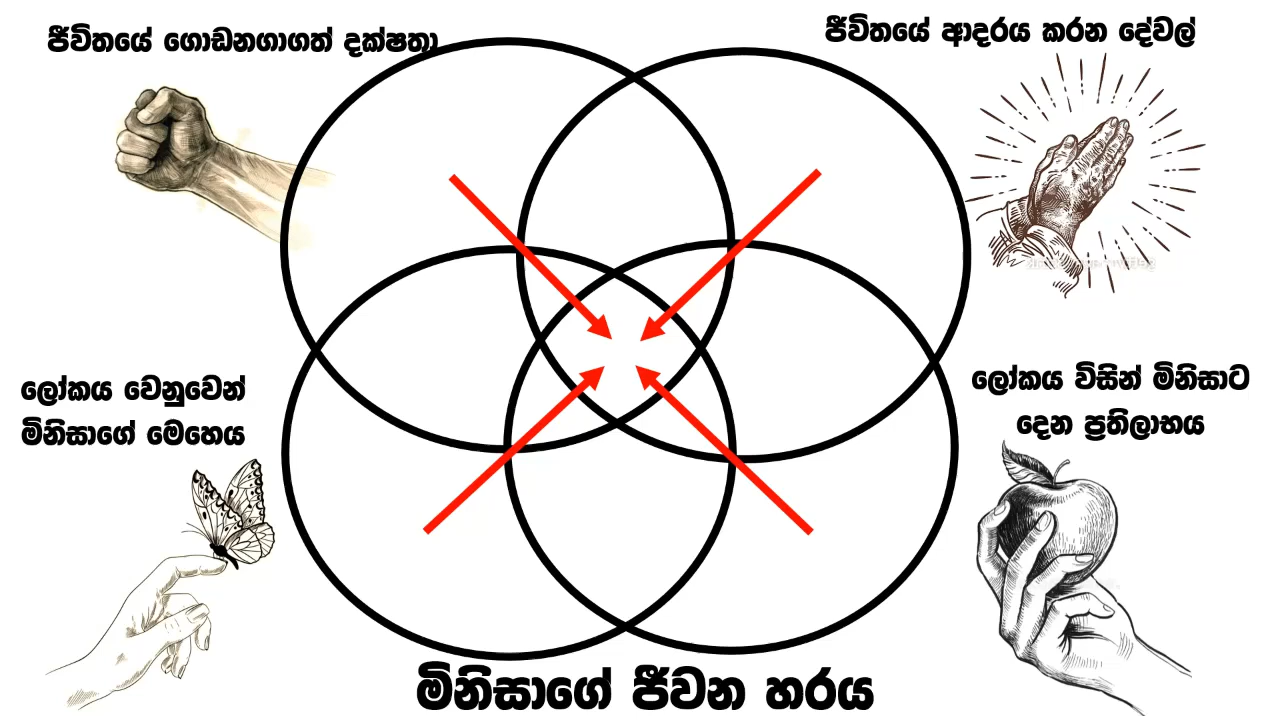 ජීවිතයේ ගොඩනගාගත් දක්ෂතා
ජීවිතයේ ආදරය කරන දේවල්
ලෝකය වෙනුවෙන්
මිනිසාගේ මෙහෙය
ලෝකය විසින් මිනිසාට
දෙන ප්‍රතිලාභය
මිනිසාගේ ජීවන හරය